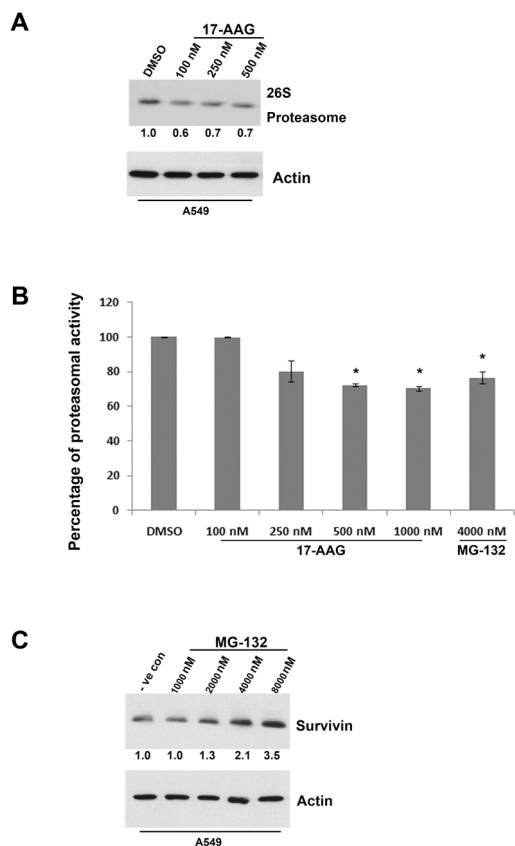 A
17-AAG
DMSO 100 nM 250 nM 500 nM
26S
Proteasome
1.0 0.6 0.7 0.7
Actin
A549
B
Percentage of proteasomal activity
120
100
80
60
40
20
0
* * *
DMSO 100 nM 250 nM 500 nM 1000 nM 4000 nM
17-AAG MG-132
C
MG-132
- ve con 1000 nM 2000 nM 4000 nM 8000 nM
Survivin
1.0 1.0 1.3 2.1 3.5
Actin
A549